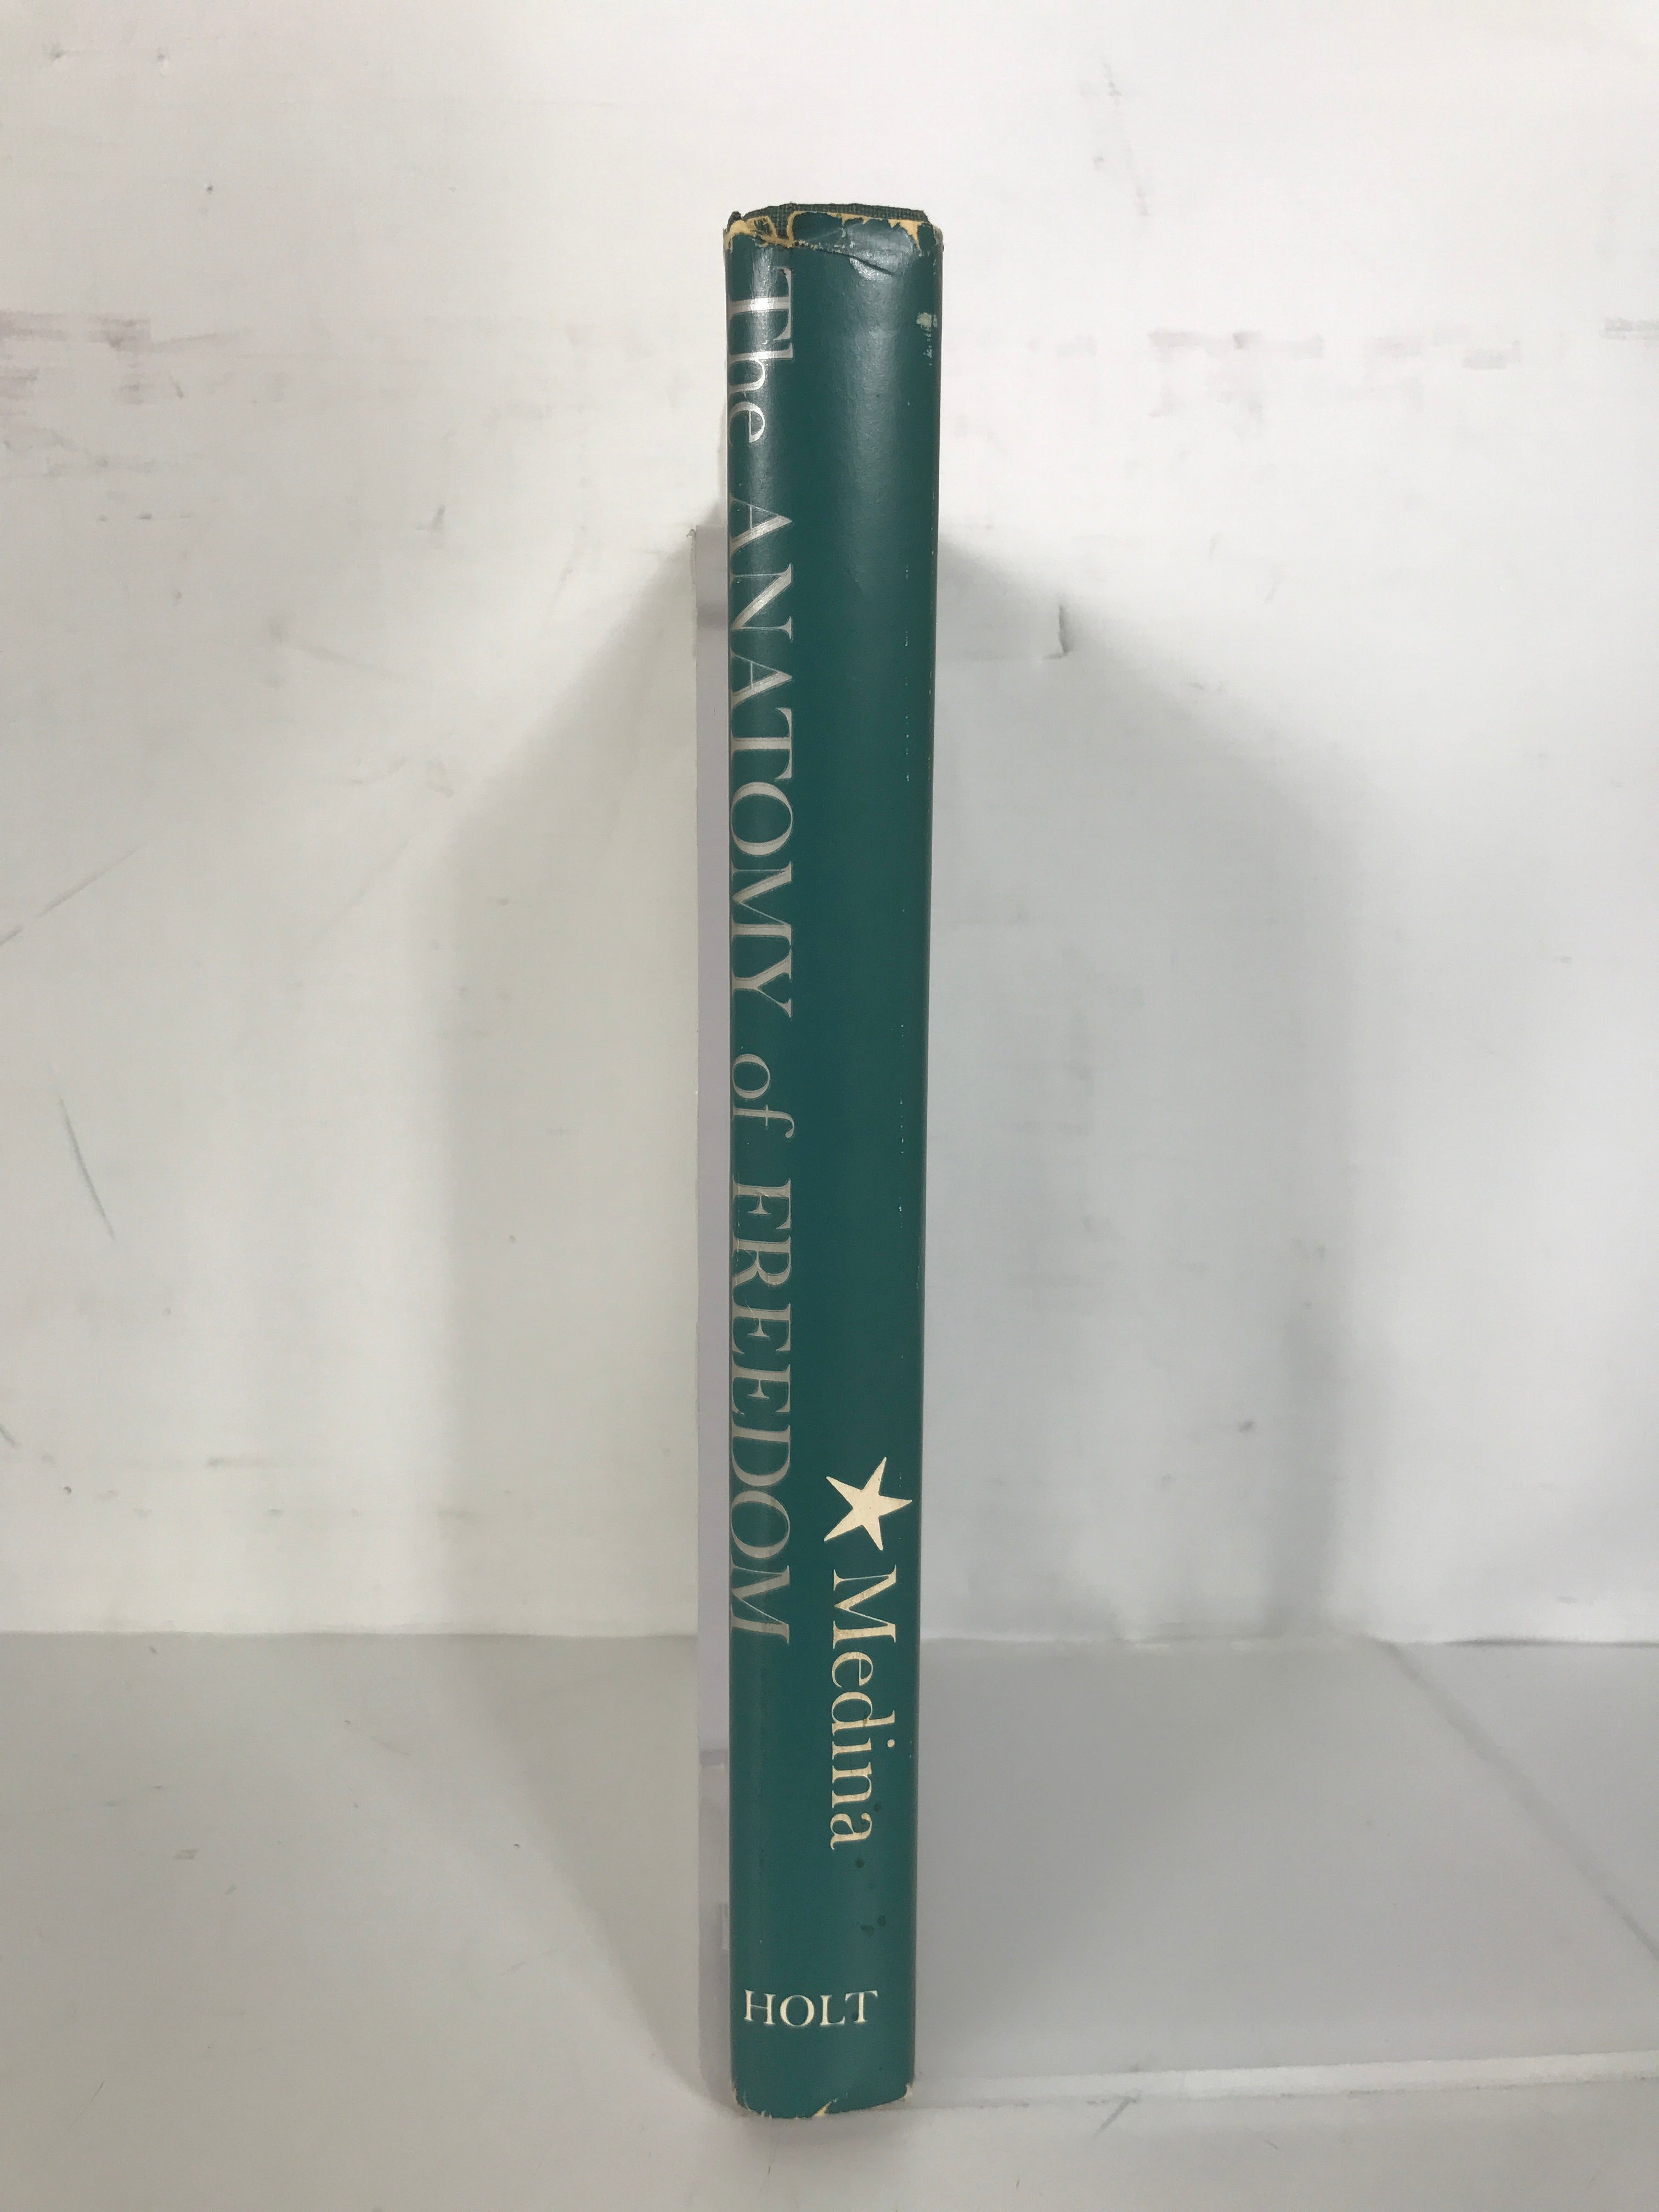 The ANATOMY of FREEDOM
Medina
HOLT